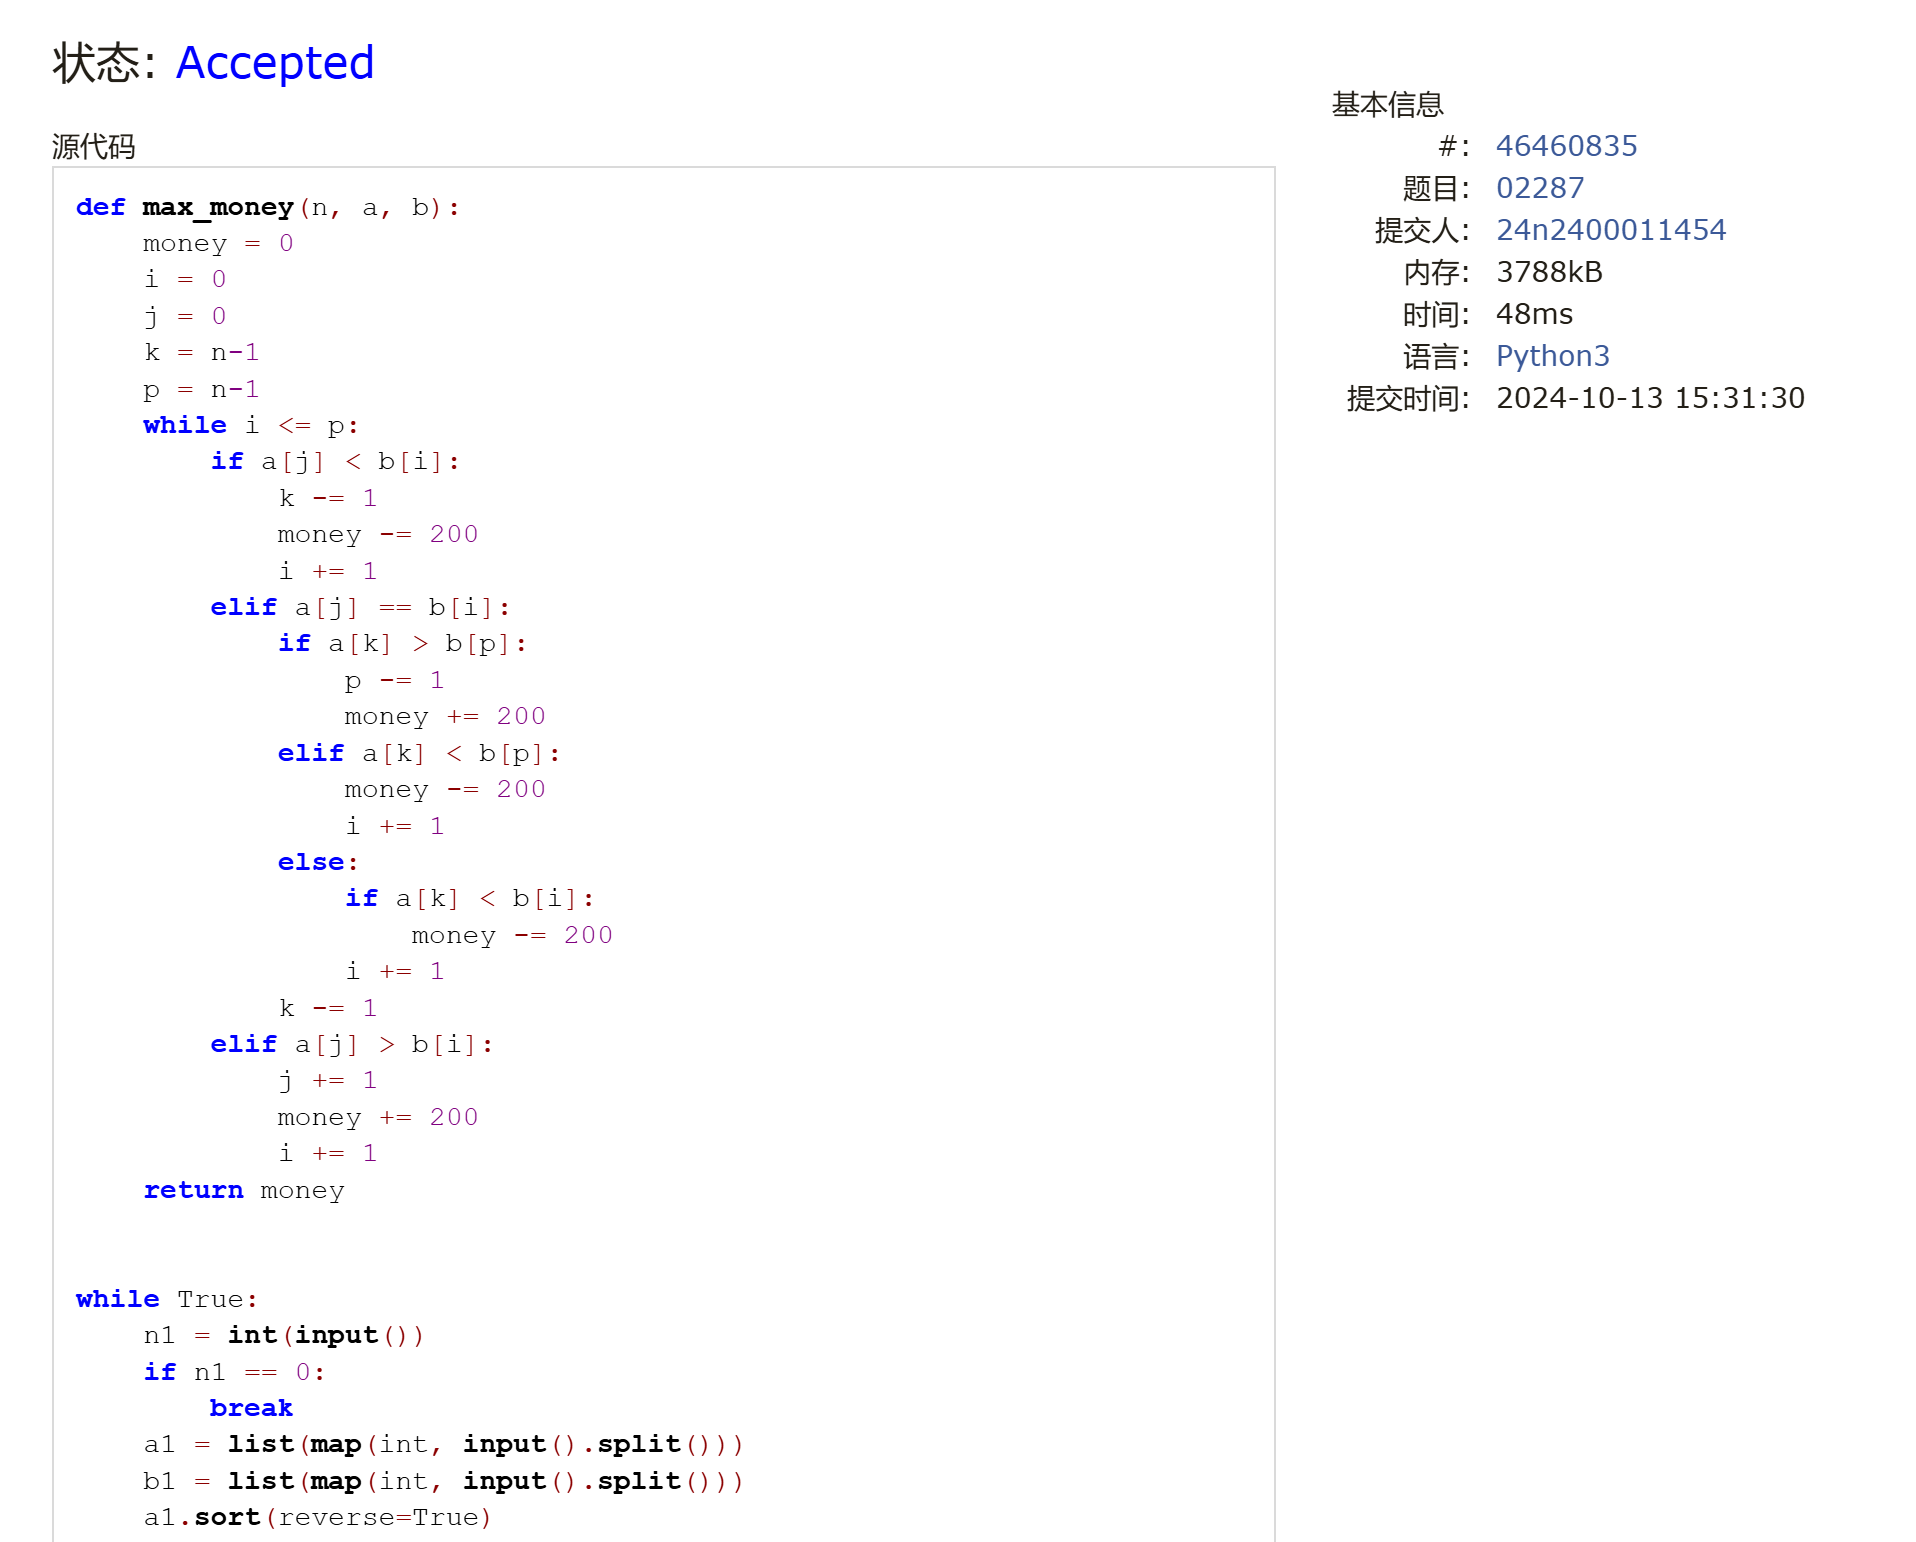 状态: Accepted
源代码
def max_money(n, a, b):
    money = 0
    i = 0
    j = 0
    k = n-1
    p = n-1
    while i <= p:
        if a[j] < b[i]:
            k -= 1
            money -= 200
            i += 1
        elif a[j] == b[i]:
            if a[k] > b[p]:
                p -= 1
                money += 200
            elif a[k] < b[p]:
                money -= 200
                i += 1
            else:
                if a[k] < b[i]:
                    money -= 200
                i += 1
            k -= 1
        elif a[j] > b[i]:
            j += 1
            money += 200
            i += 1
    return money
while True:
    n1 = int(input())
    if n1 == 0:
        break
    a1 = list(map(int, input().split()))
    b1 = list(map(int, input().split()))
    a1.sort(reverse=True)
基本信息
#: 46460835
题目: 02287
提交人: 24n2400011454
内存: 3788kB
时间: 48ms
语言: Python3
提交时间: 2024-10-13 15:31:30